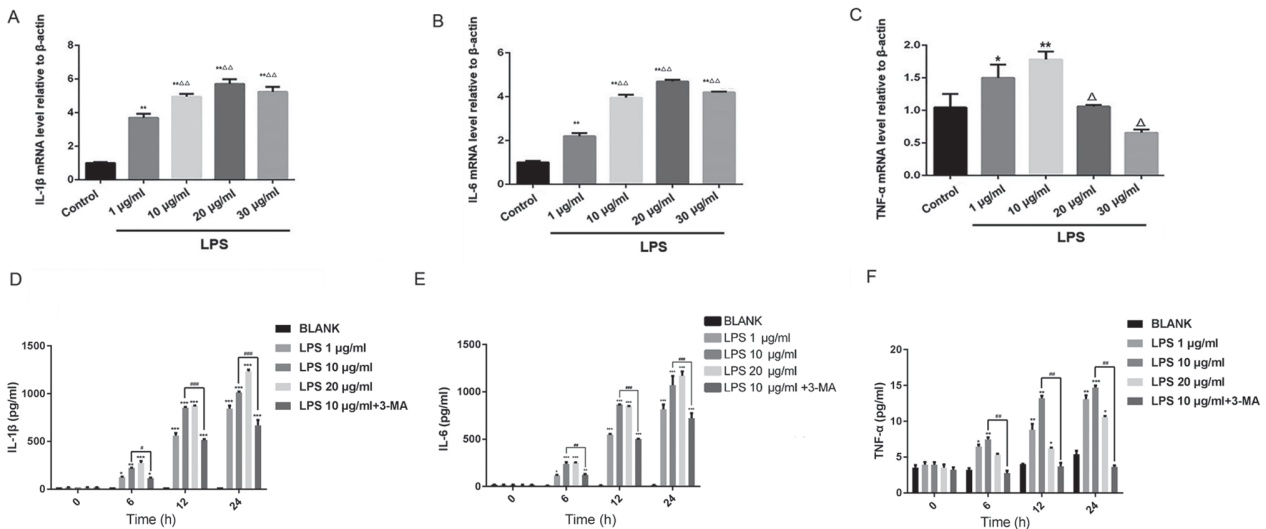 A
IL-1β mRNA level relative to β-actin
8
6
4
2
0
**
**△△
**△△
**△△
Control
1 μg/ml
10 μg/ml
20 μg/ml
30 μg/ml
LPS
B
IL-6 mRNA level relative to β-actin
6
4
2
0
**
**△△
**△△
**△△
Control
1 μg/ml
10 μg/ml
20 μg/ml
30 μg/ml
LPS
C
TNF-α mRNA level relative to β-actin
2.0
1.5
1.0
0.5
0.0
*
**
△
△
Control
1 μg/ml
10 μg/ml
20 μg/ml
30 μg/ml
LPS
D
BLANK
LPS 1 μg/ml
LPS 10 μg/ml
LPS 20 μg/ml
LPS 10 μg/ml+3-MA
IL-1β (pg/ml)
1500
1000
500
0
#
###
###
0
6
12
24
Time (h)
E
BLANK
LPS 1 μg/ml
LPS 10 μg/ml
LPS 20 μg/ml
LPS 10 μg/ml +3-MA
IL-6 (pg/ml)
1500
1000
500
0
##
###
###
0
6
12
24
Time (h)
F
BLANK
LPS 1 μg/ml
LPS 10 μg/ml
LPS 20 μg/ml
LPS 10 μg/ml+3-MA
TNF-α (pg/ml)
20
15
10
5
0
##
##
##
0
6
12
24
Time (h)